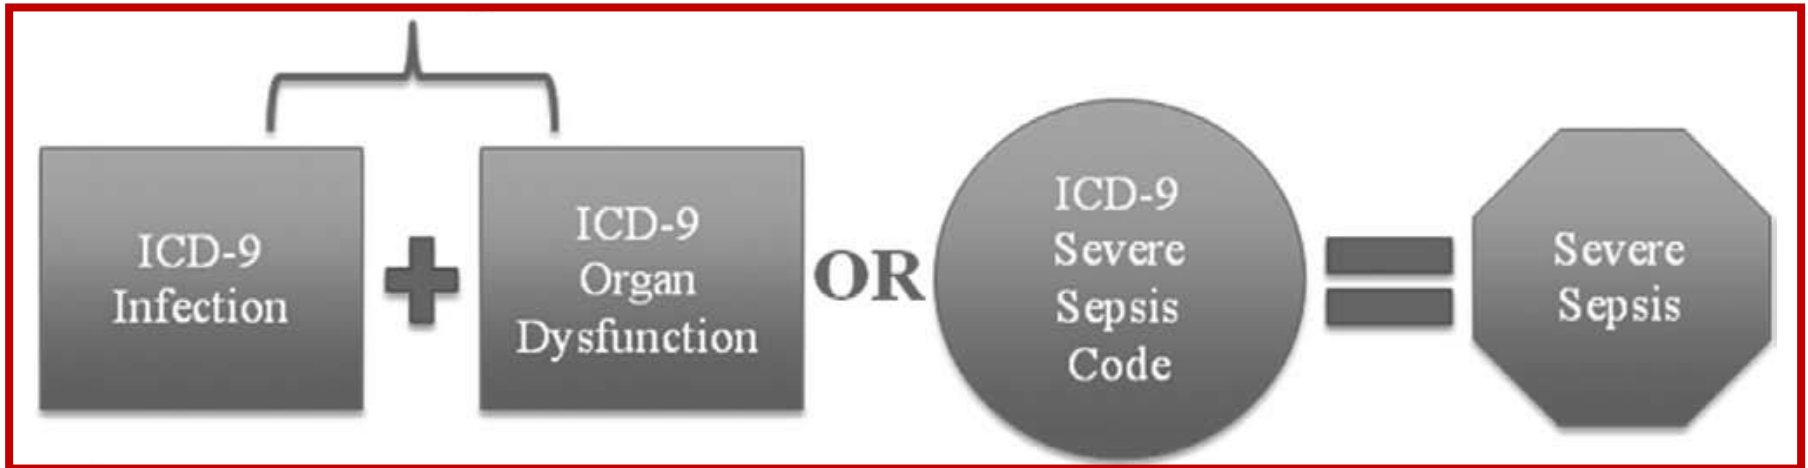 ICD-9
Infection
ICD-9
Organ
Dysfunction
OR
ICD-9
Severe
Sepsis
Code
Severe
Sepsis